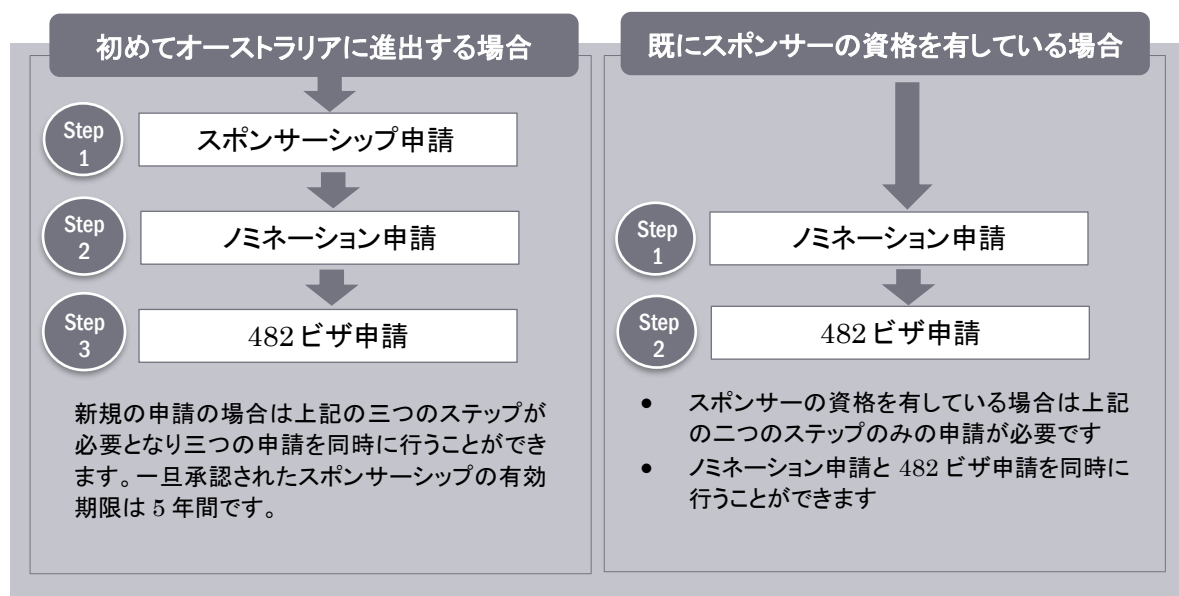 初めてオーストラリアに進出する場合
Step
1
スポンサーシップ申請
Step
2
ノミネーション申請
Step
3
482ビザ申請
新規の申請の場合は上記の三つのステップが
必要となり三つの申請を同時に行うことができ
ます。一旦承認されたスポンサーシップの有効
期限は 5 年間です。
既にスポンサーの資格を有している場合
Step
1
ノミネーション申請
Step
2
482ビザ申請
• スポンサーの資格を有している場合は上記
の二つのステップのみの申請が必要です
• ノミネーション申請と 482 ビザ申請を同時に
行うことができます